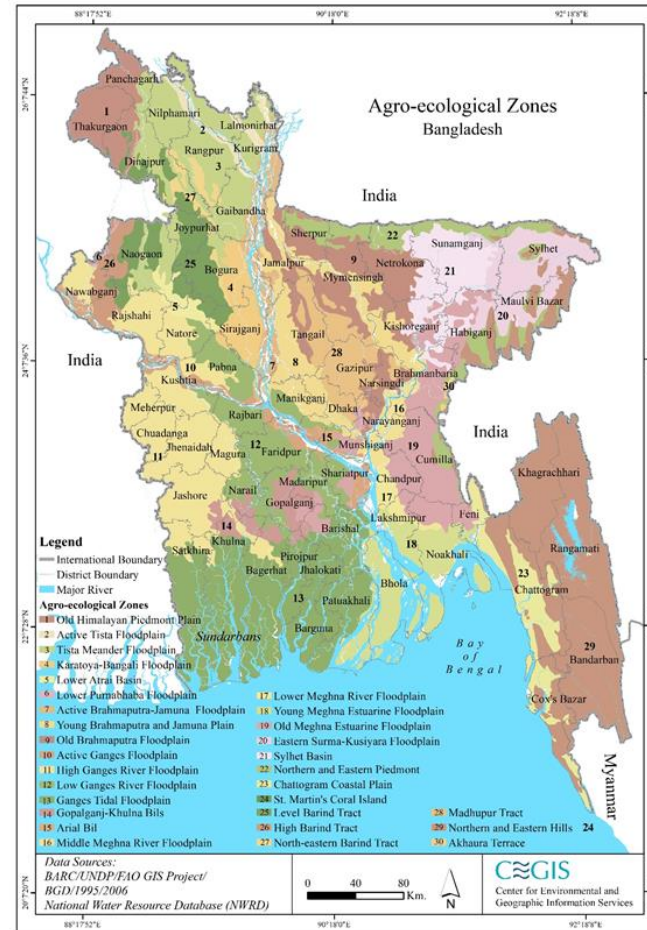 88°17'52"E 90°18'0"E 92°18'8"E
26°7'44"N
24°7'36"N
22°7'28"N
20°7'20"N
Agro-ecological Zones
Bangladesh
Panchagarh
1
Thakurgaon
Nilphamari
2
Lalmonirhat
Dinajpur
Rangpur
Kurigram
3
27
Gaibandha
India
Joypurhat
Sherpur
22
Sunamganj
Sylhet
6
26
Naogaon
25
Bogura
Jamalpur
9
Netrokona
21
Nawabganj
4
Mymensingh
Maulvi Bazar
20
Rajshahi
5
Kishoreganj
Habiganj
Natore
Sirajganj
Tangail
28
India
10
Pabna
7
8
Gazipur
Brahmanbaria
Kushtia
Narsingdi
30
Meherpur
Manikganj
Dhaka
16
Rajbari
Narayanganj
Chuadanga
12
15
Munshiganj
19
India
Jhenaidah
Faridpur
Cumilla
11
Magura
Shariatpur
Chandpur
Khagrachhari
Madaripur
17
Jashore
Narail
Gopalganj
Lakshmipur
Feni
14
Barishal
Rangamati
Khulna
18
Noakhali
Satkhira
Pirojpur
23
Bagerhat
Jhalokati
Bhola
Chattogram
13
Patuakhali
Sundarbans
Barguna
Bay
of
Bengal
29
Bandarban
Cox's Bazar
Myanmar
24
Legend
International Boundary
District Boundary
Major River
Agro-ecological Zones
1 Old Himalayan Piedmont Plain
2 Active Tista Floodplain
3 Tista Meander Floodplain
4 Karatoya-Bangali Floodplain
5 Lower Atrai Basin
6 Lower Purnabhaba Floodplain
7 Active Brahmaputra-Jamuna Floodplain
8 Young Brahmaputra and Jamuna Plain
9 Old Brahmaputra Floodplain
10 Active Ganges Floodplain
11 High Ganges River Floodplain
12 Low Ganges River Floodplain
13 Ganges Tidal Floodplain
14 Gopalganj-Khulna Bils
15 Arial Bil
16 Middle Meghna River Floodplain
17 Lower Meghna River Floodplain
18 Young Meghna Estuarine Floodplain
19 Old Meghna Estuarine Floodplain
20 Eastern Surma-Kusiyara Floodplain
21 Sylhet Basin
22 Northern and Eastern Piedmont
23 Chattogram Coastal Plain
24 St. Martin's Coral Island
25 Level Barind Tract
26 High Barind Tract
27 North-eastern Barind Tract
28 Madhupur Tract
29 Northern and Eastern Hills
30 Akhaura Terrace
Data Sources:
BARC/UNDP/FAO GIS Project/
BGD/1995/2006
National Water Resource Database (NWRD)
0 40 80
Km.
N
CEGIS
Center for Environmental and
Geographic Information Services
88°17'52"E 90°18'0"E 92°18'8"E